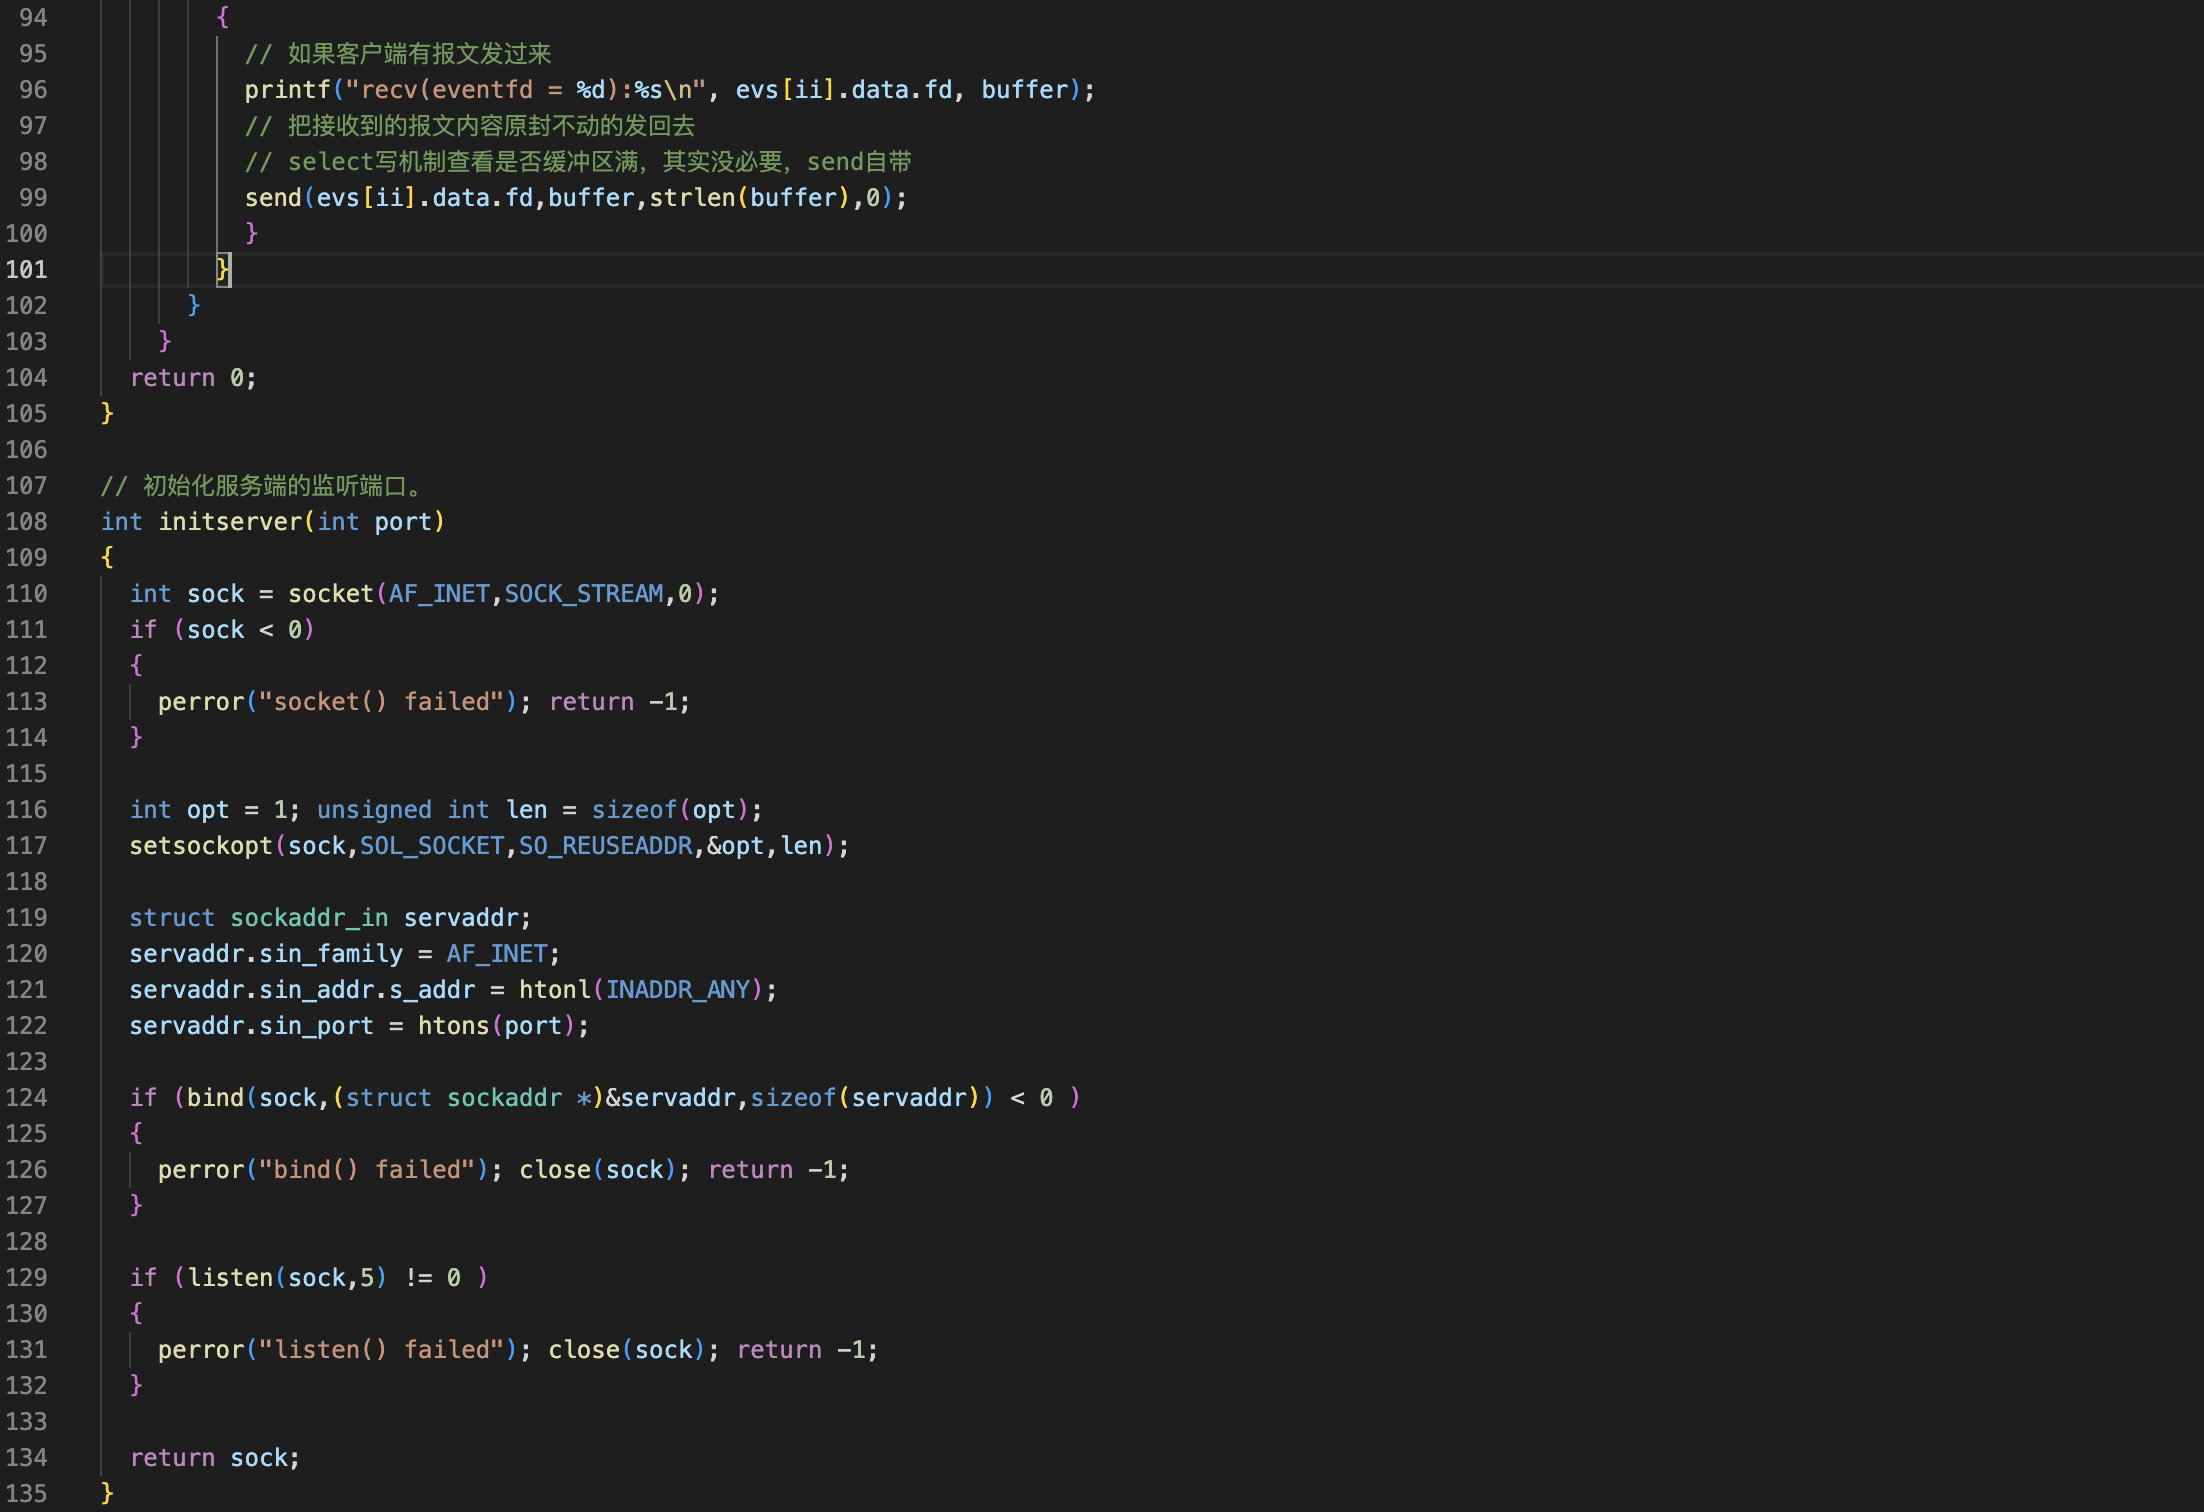 94 {
95 // 如果客户端有报文发过来
96 printf("recv(eventfd = %d):%s\n", evs[ii].data.fd, buffer);
97 // 把接收到的报文内容原封不动的发回去
98 // select写机制查看是否缓冲区满，其实没必要，send自带
99 send(evs[ii].data.fd,buffer,strlen(buffer),0);
100 }
101 }
102 }
103 }
104 return 0;
105 }
106
107 // 初始化服务端的监听端口。
108 int initserver(int port)
109 {
110 int sock = socket(AF_INET,SOCK_STREAM,0);
111 if (sock < 0)
112 {
113 perror("socket() failed"); return -1;
114 }
115
116 int opt = 1; unsigned int len = sizeof(opt);
117 setsockopt(sock,SOL_SOCKET,SO_REUSEADDR,&opt,len);
118
119 struct sockaddr_in servaddr;
120 servaddr.sin_family = AF_INET;
121 servaddr.sin_addr.s_addr = htonl(INADDR_ANY);
122 servaddr.sin_port = htons(port);
123
124 if (bind(sock,(struct sockaddr *)&servaddr,sizeof(servaddr)) < 0 )
125 {
126 perror("bind() failed"); close(sock); return -1;
127 }
128
129 if (listen(sock,5) != 0 )
130 {
131 perror("listen() failed"); close(sock); return -1;
132 }
133
134 return sock;
135 }